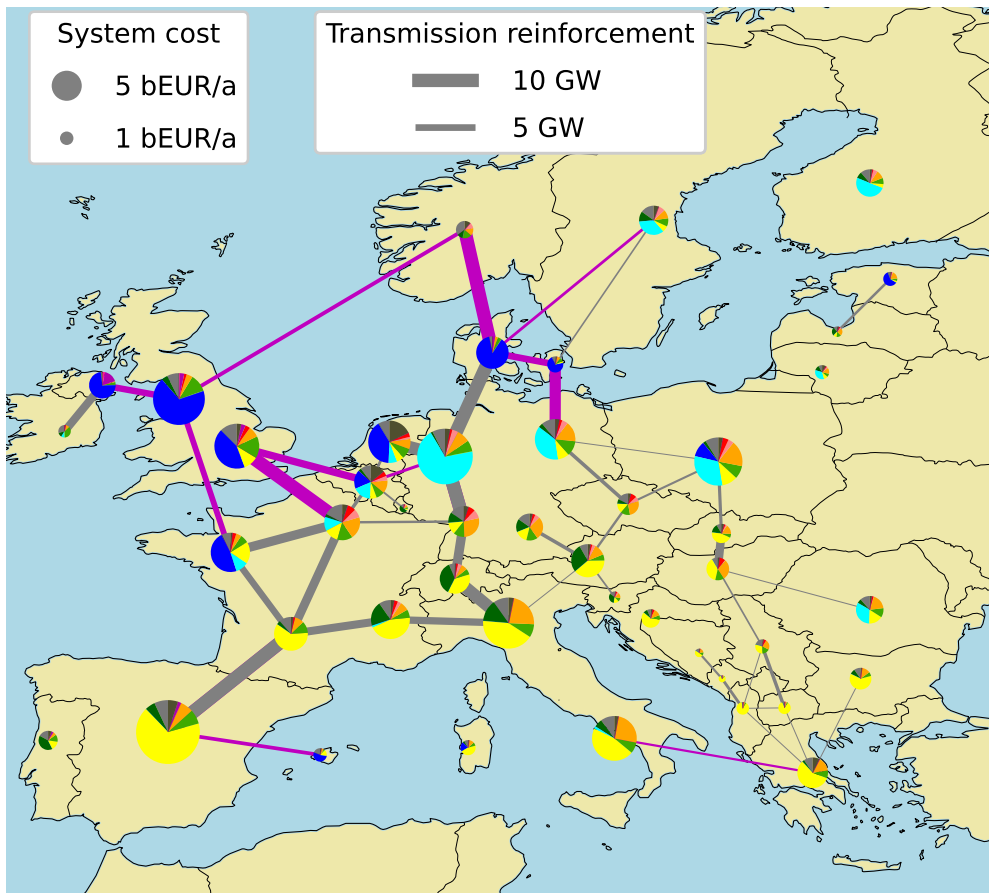 System cost
5 bEUR/a
1 bEUR/a
Transmission reinforcement
10 GW
5 GW